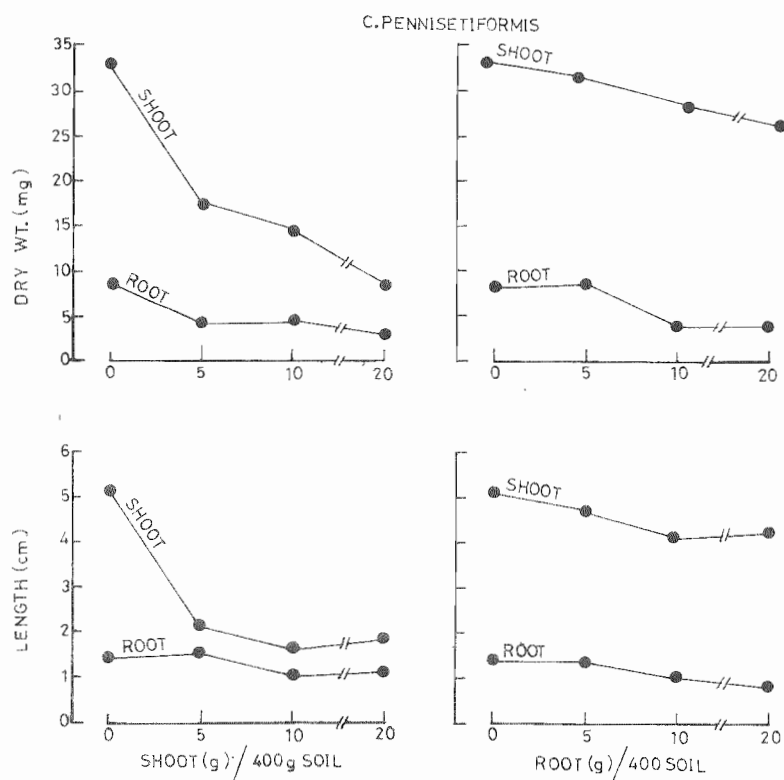 C.PENNISETIFORMIS
DRY WT. (mg)
35
30
25
20
15
10
5
0
SHOOT
ROOT
0 5 10 20
SHOOT
ROOT
0 5 10 20
LENGTH (cm)
6
5
4
3
2
1
0
SHOOT
ROOT
0 5 10 20
SHOOT (g) / 400 g SOIL
SHOOT
ROOT
0 5 10 20
ROOT (g) / 400 SOIL